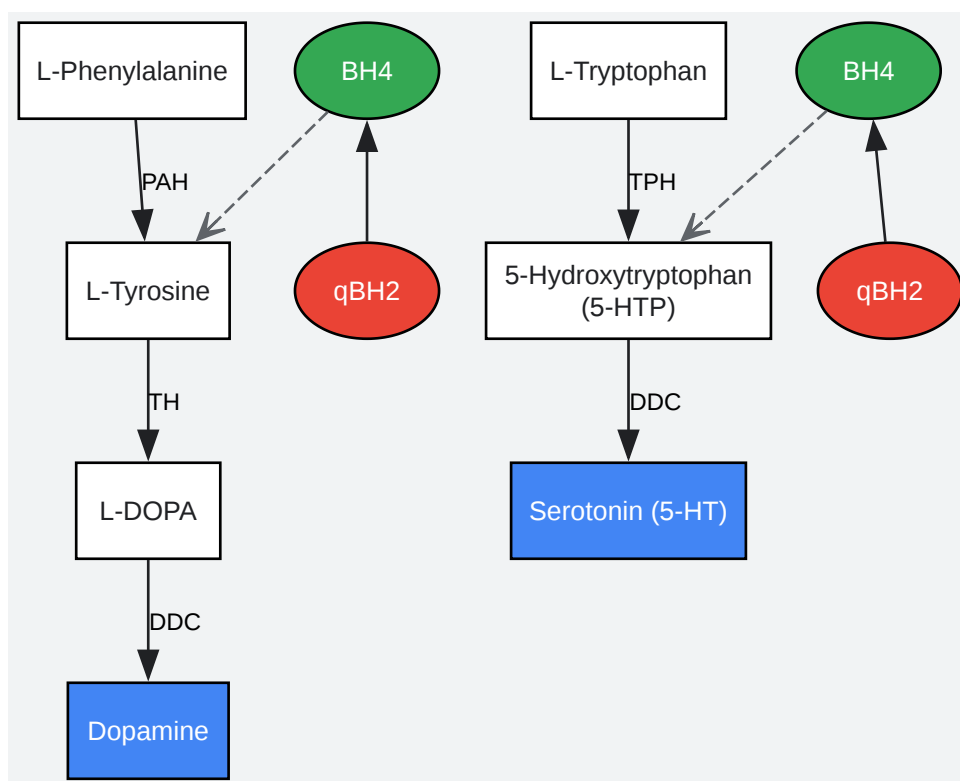 L-Phenylalanine
BH4
L-Tryptophan
BH4
PAH
TPH
L-Tyrosine
qBH2
5-Hydroxytryptophan
(5-HTP)
qBH2
TH
DDC
L-DOPA
Serotonin (5-HT)
DDC
Dopamine